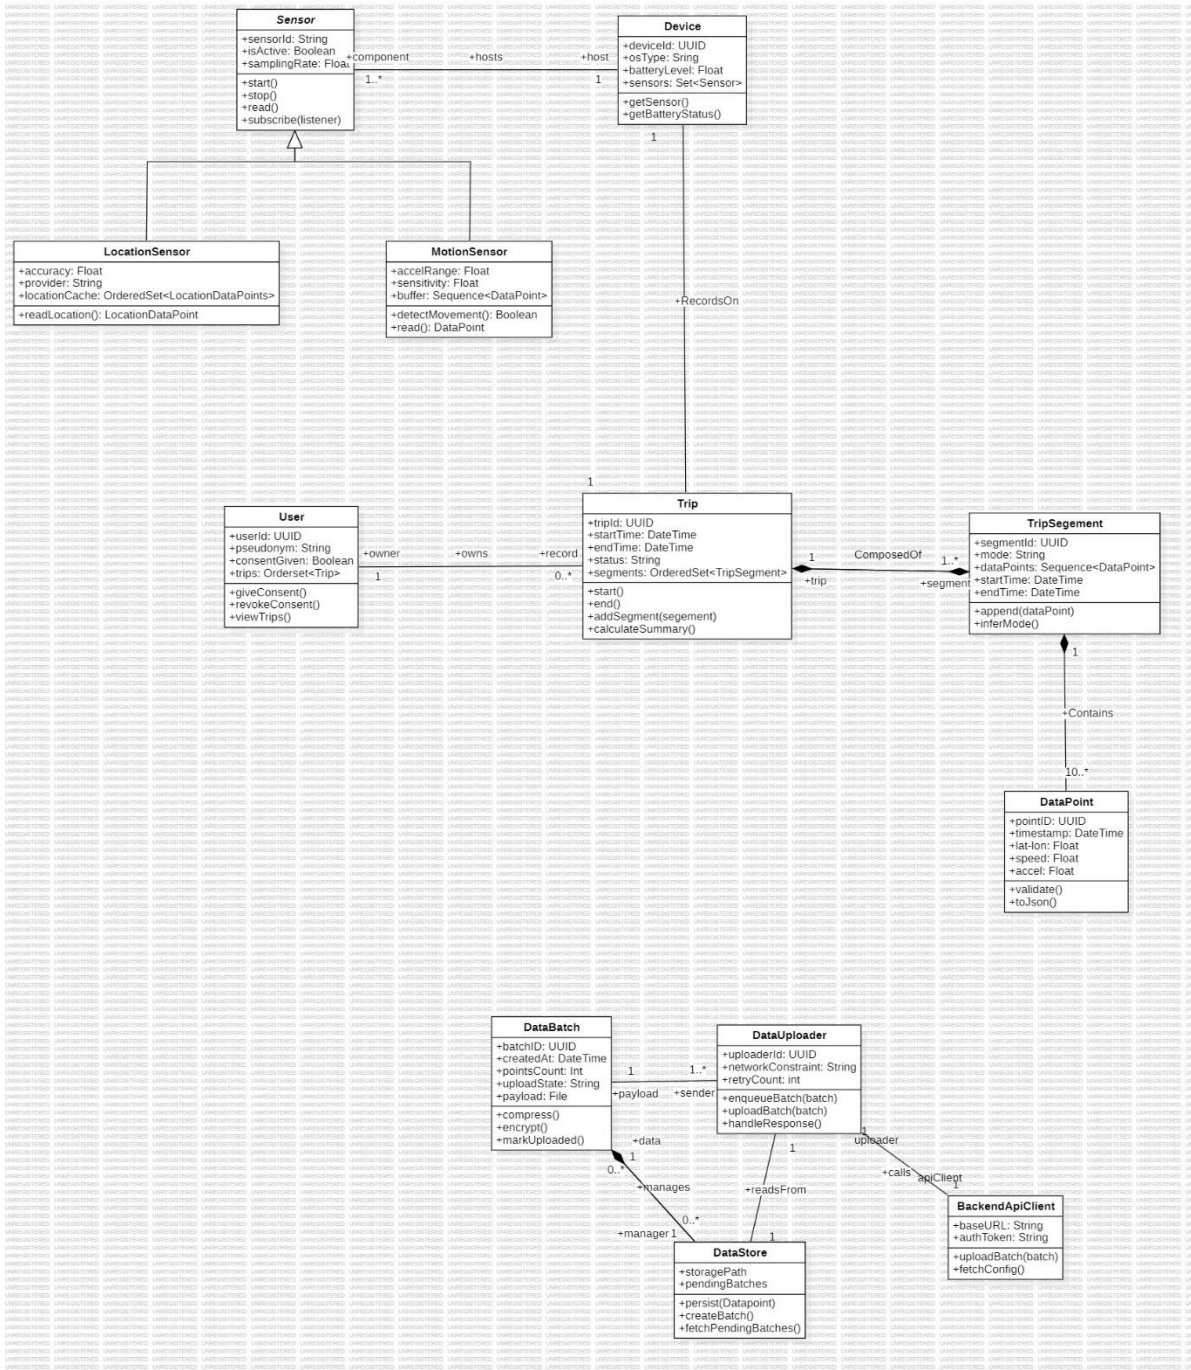 Sensor
+sensorId: String
+isActive: Boolean
+samplingRate: Float
+start()
+stop()
+read()
+subscribe(listener)
+component
+hosts
+host
1..*
1
Device
+deviceId: UUID
+osType: Sring
+batteryLevel: Float
+sensors: Set<Sensor>
+getSensor()
+getBatteryStatus()
1
LocationSensor
+accuracy: Float
+provider: String
+locationCache: OrderedSet<LocationDataPoints>
+readLocation(): LocationDataPoint
MotionSensor
+accelRange: Float
+sensitivity: Float
+buffer: Sequence<DataPoint>
+detectMovement(): Boolean
+read(): DataPoint
+RecordsOn
1
User
+userId: UUID
+pseudonym: String
+consentGiven: Boolean
+trips: Orderset<Trip>
+giveConsent()
+revokeConsent()
+viewTrips()
+owner
+owns
+record
1
0..*
Trip
+tripId: UUID
+startTime: DateTime
+endTime: DateTime
+status: String
+segments: OrderedSet<TripSegment>
+start()
+end()
+addSegment(segement)
+calculateSummary()
1
ComposedOf
1..*
+trip
+segment
TripSegement
+segmentId: UUID
+mode: String
+dataPoints: Sequence<DataPoint>
+startTime: DateTime
+endTime: DateTime
+append(dataPoint)
+inferMode()
1
+Contains
10..*
DataPoint
+pointID: UUID
+timestamp: DateTime
+lat-lon: Float
+speed: Float
+accel: Float
+validate()
+toJson()
DataBatch
+batchID: UUID
+createdAt: DateTime
+pointsCount: Int
+uploadState: String
+payload: File
+compress()
+encrypt()
+markUploaded()
1
1..*
+payload
+sender
DataUploader
+uploaderId: UUID
+networkConstraint: String
+retryCount: int
+enqueueBatch(batch)
+uploadBatch(batch)
+handleResponse()
+data
1
0..*
+manages
0..*
+manager
1
1
+readsFrom
1
1
uploader
+calls
apiClient
1
BackendApiClient
+baseURL: String
+authToken: String
+uploadBatch(batch)
+fetchConfig()
DataStore
+storagePath
+pendingBatches
+persist(Datapoint)
+createBatch()
+fetchPendingBatches()